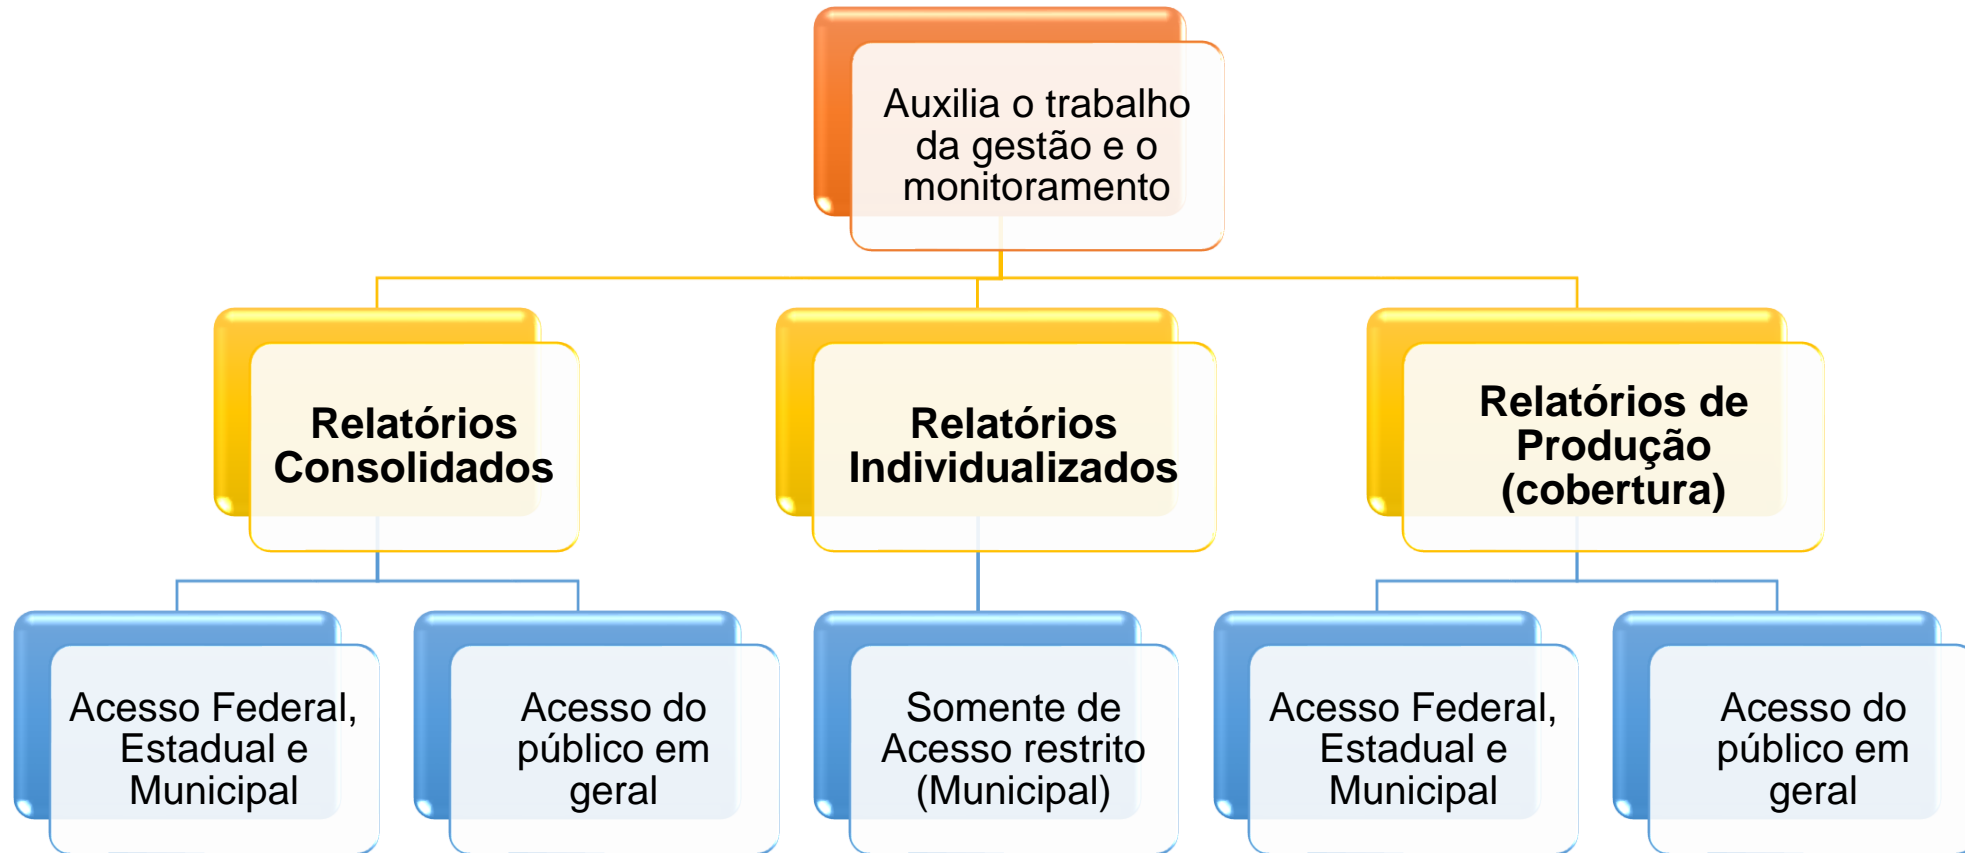 Auxilia o trabalho
da gestão e o
monitoramento
Relatórios
Consolidados
Relatórios
Individualizados
Relatórios de
Produção
(cobertura)
Acesso Federal,
Estadual e
Municipal
Acesso do
público em
geral
Somente de
Acesso restrito
(Municipal)
Acesso Federal,
Estadual e
Municipal
Acesso do
público em
geral